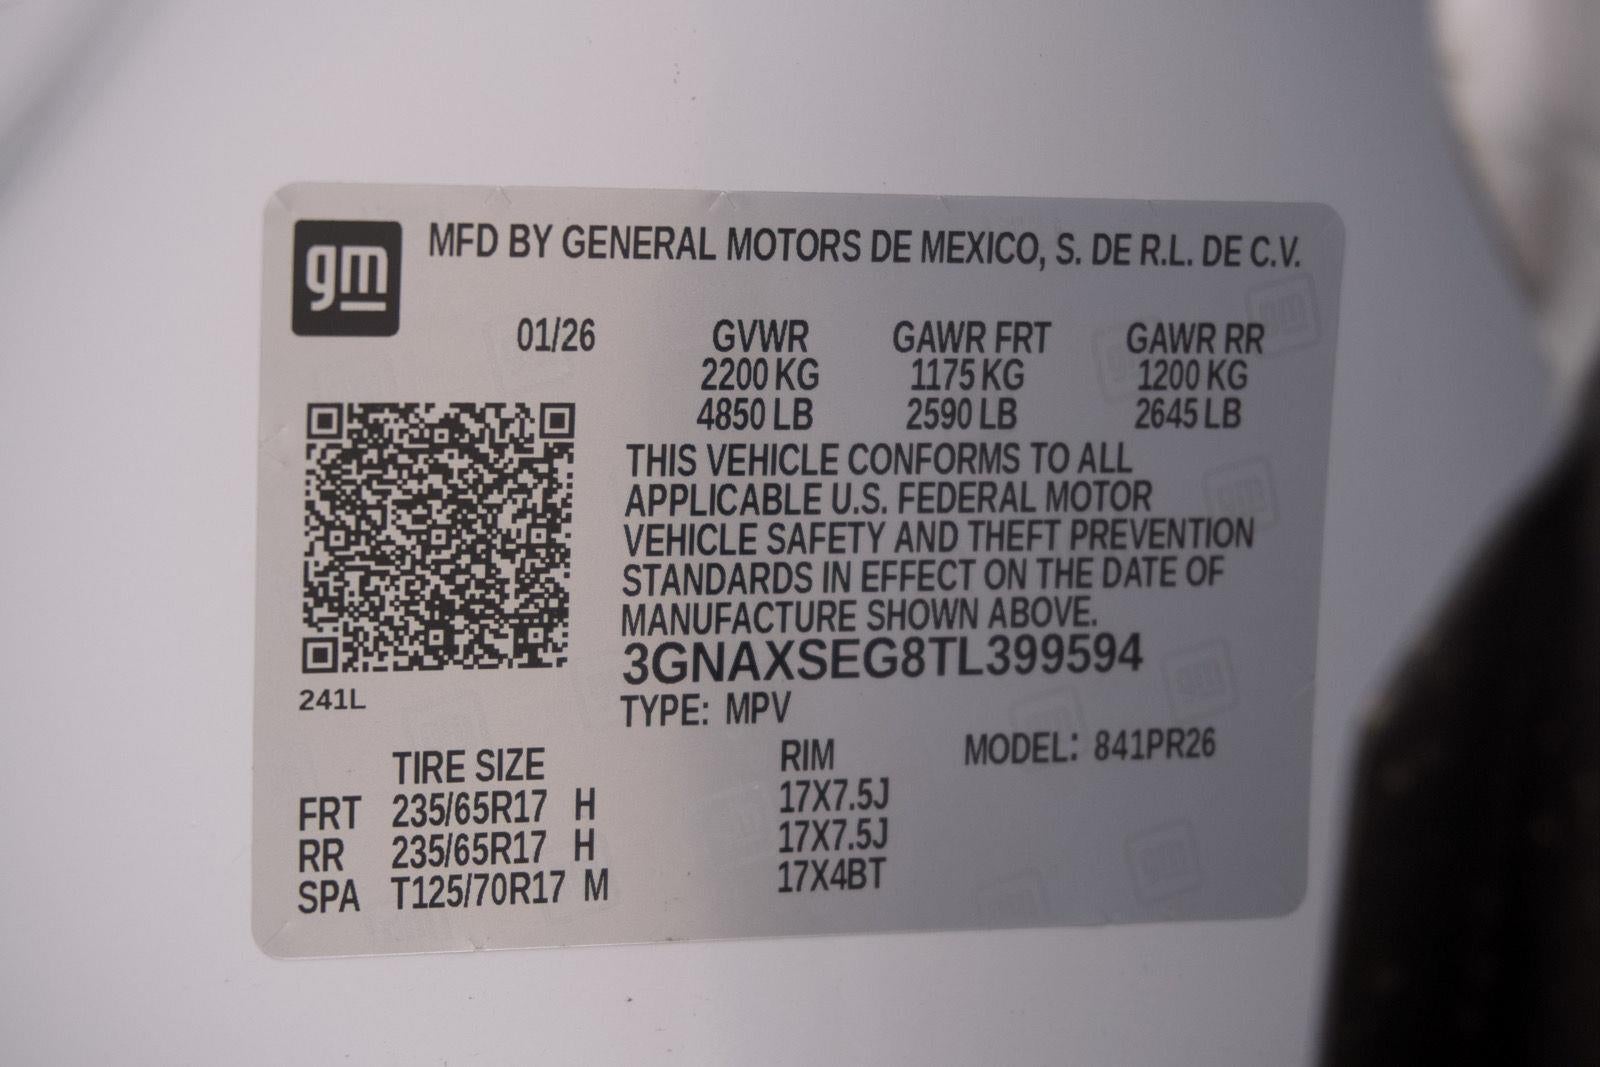 gm MFD BY GENERAL MOTORS DE MEXICO, S. DE R.L. DE C.V.
01/26 GVWR GAWR FRT GAWR RR
2200 KG 1175 KG 1200 KG
4850 LB 2590 LB 2645 LB
THIS VEHICLE CONFORMS TO ALL
APPLICABLE U.S. FEDERAL MOTOR
VEHICLE SAFETY AND THEFT PREVENTION
STANDARDS IN EFFECT ON THE DATE OF
MANUFACTURE SHOWN ABOVE.
3GNAXSEG8TL399594
241L
TYPE: MPV
TIRE SIZE RIM MODEL: 841PR26
FRT 235/65R17 H 17X7.5J
RR 235/65R17 H 17X7.5J
SPA T125/70R17 M 17X4BT